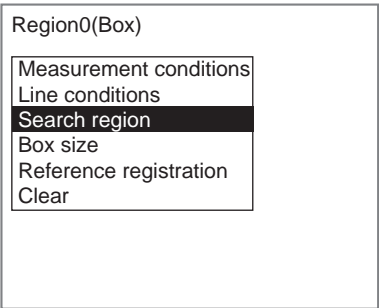 Region0(Box)
Measurement conditions
Line conditions
Search region
Box size
Reference registration
Clear